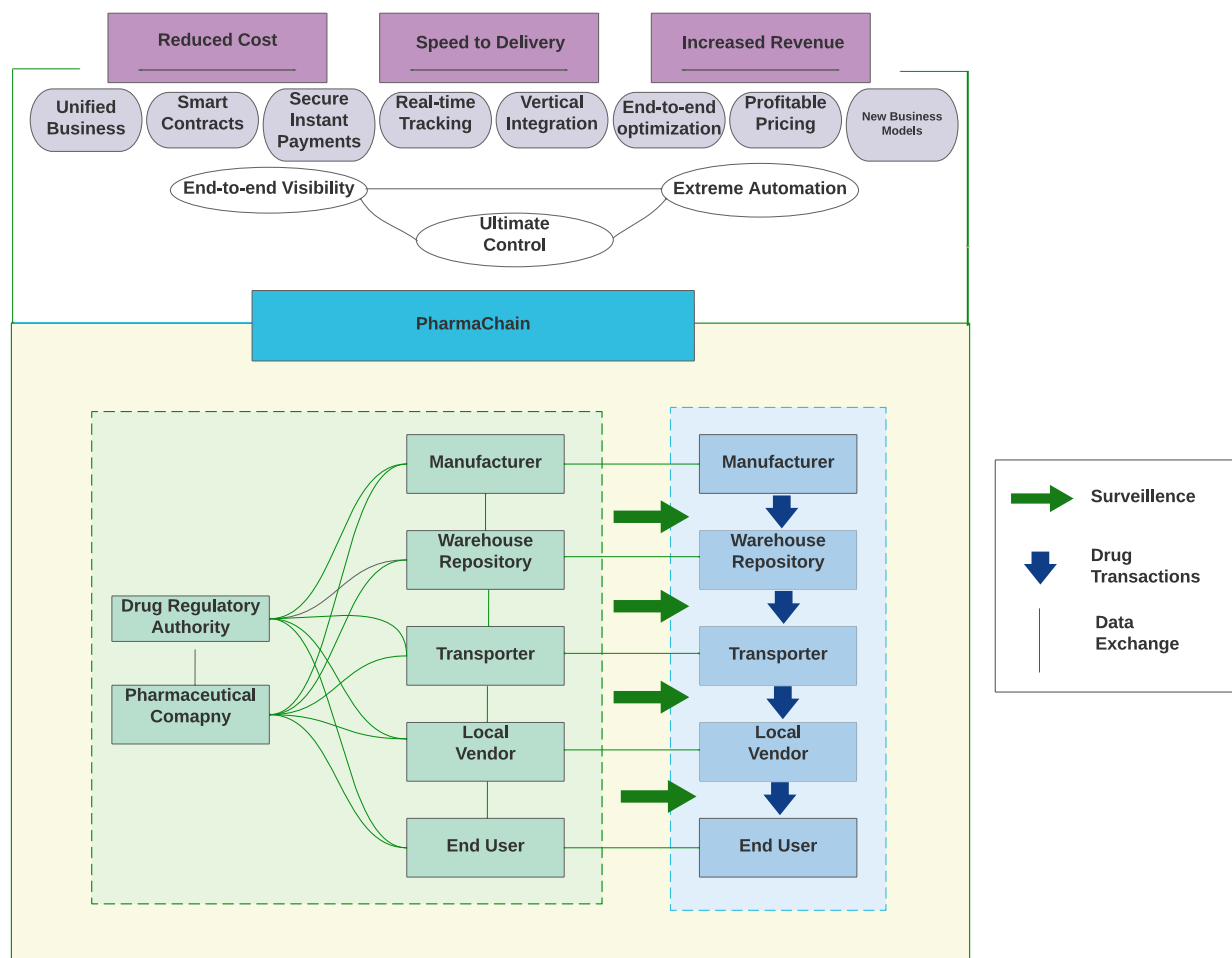 Reduced Cost
Speed to Delivery
Increased Revenue
Unified
Business
Smart
Contracts
Secure
Instant
Payments
Real-time
Tracking
Vertical
Integration
End-to-end
optimization
Profitable
Pricing
New Business
Models
End-to-end Visibility
Extreme Automation
Ultimate
Control
PharmaChain
Drug Regulatory
Authority
Pharmaceutical
Comapny
Manufacturer
Warehouse
Repository
Transporter
Local
Vendor
End User
Manufacturer
Warehouse
Repository
Transporter
Local
Vendor
End User
Surveillence
Drug
Transactions
Data
Exchange